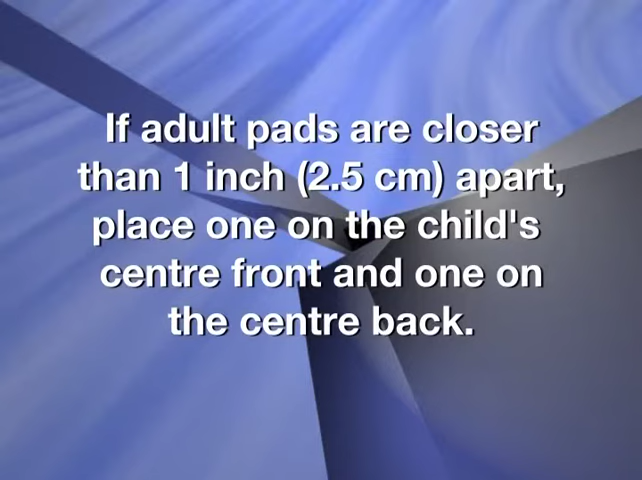 If adult pads are closer
than 1 inch (2.5 cm) apart,
place one on the child's
centre front and one on
the centre back.